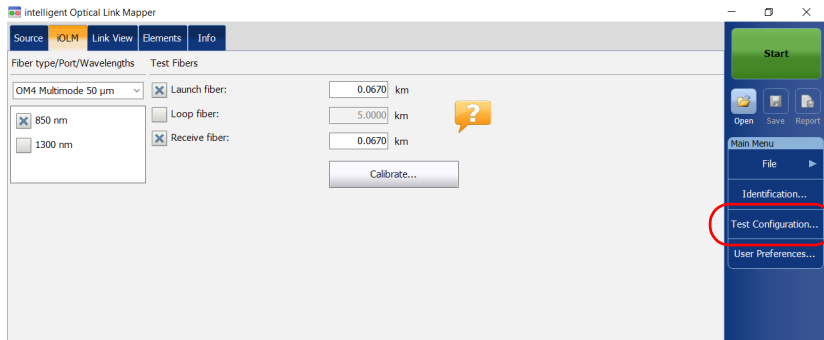 intelligent Optical Link Mapper
Source iOLM Link View Elements Info
Fiber type/Port/Wavelengths Test Fibers
OM4 Multimode 50 µm
850 nm
1300 nm
Launch fiber: 0.0670 km
Loop fiber: 5.0000 km
Receive fiber: 0.0670 km
?
Calibrate...
Start
Open Save Report
Main Menu
File
Identification...
Test Configuration...
User Preferences...